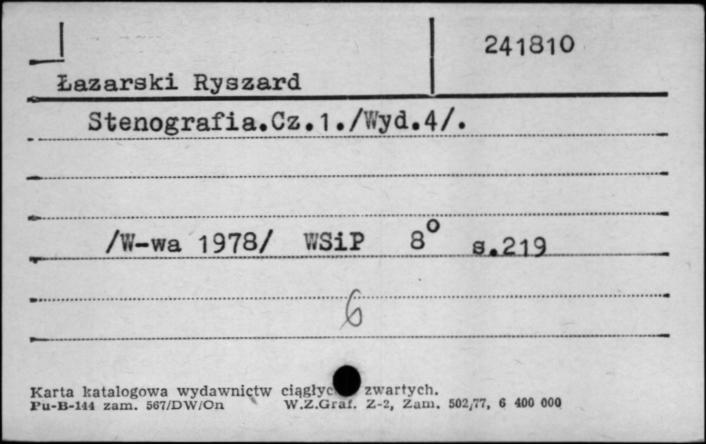 241810
Łazarski Ryszard
Stenografia.Cz.1./Wyd.4/.
/W-wa 1978/ WSiP 8° s.219
6
Karta katalogowa wydawnictw zwartych.
Pu-B-144 zam. 567/DW/On W.Z.Graf. Z-2, Zam. 502/77, 6 400 000